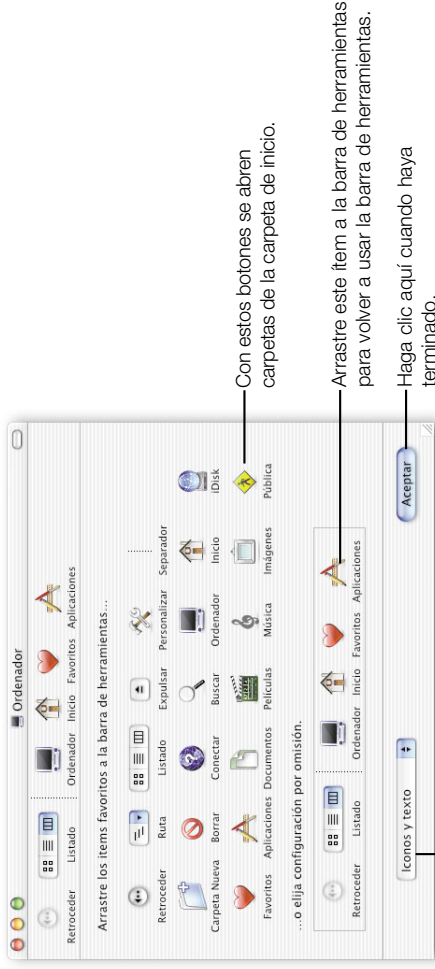 Ordenador
Retroceder Listado Ordenador Inicio Favoritos Aplicaciones
Arrastre los items favoritos a la barra de herramientas...
Retroceder Ruta Listado Expulsar Personalizar Separador
Carpeta Nueva Borrar Conectar Buscar Ordenador Inicio iDisk
Favoritos Aplicaciones Documentos Películas Música Imágenes Pública
...o elija configuración por omisión.
Retroceder Listado Ordenador Inicio Favoritos Aplicaciones
Iconos y texto
Aceptar
Con estos botones se abren
carpetas de la carpeta de inicio.
Arrastre este ítem a la barra de herramientas
para volver a usar la barra de herramientas.
Haga clic aquí cuando haya
terminado.